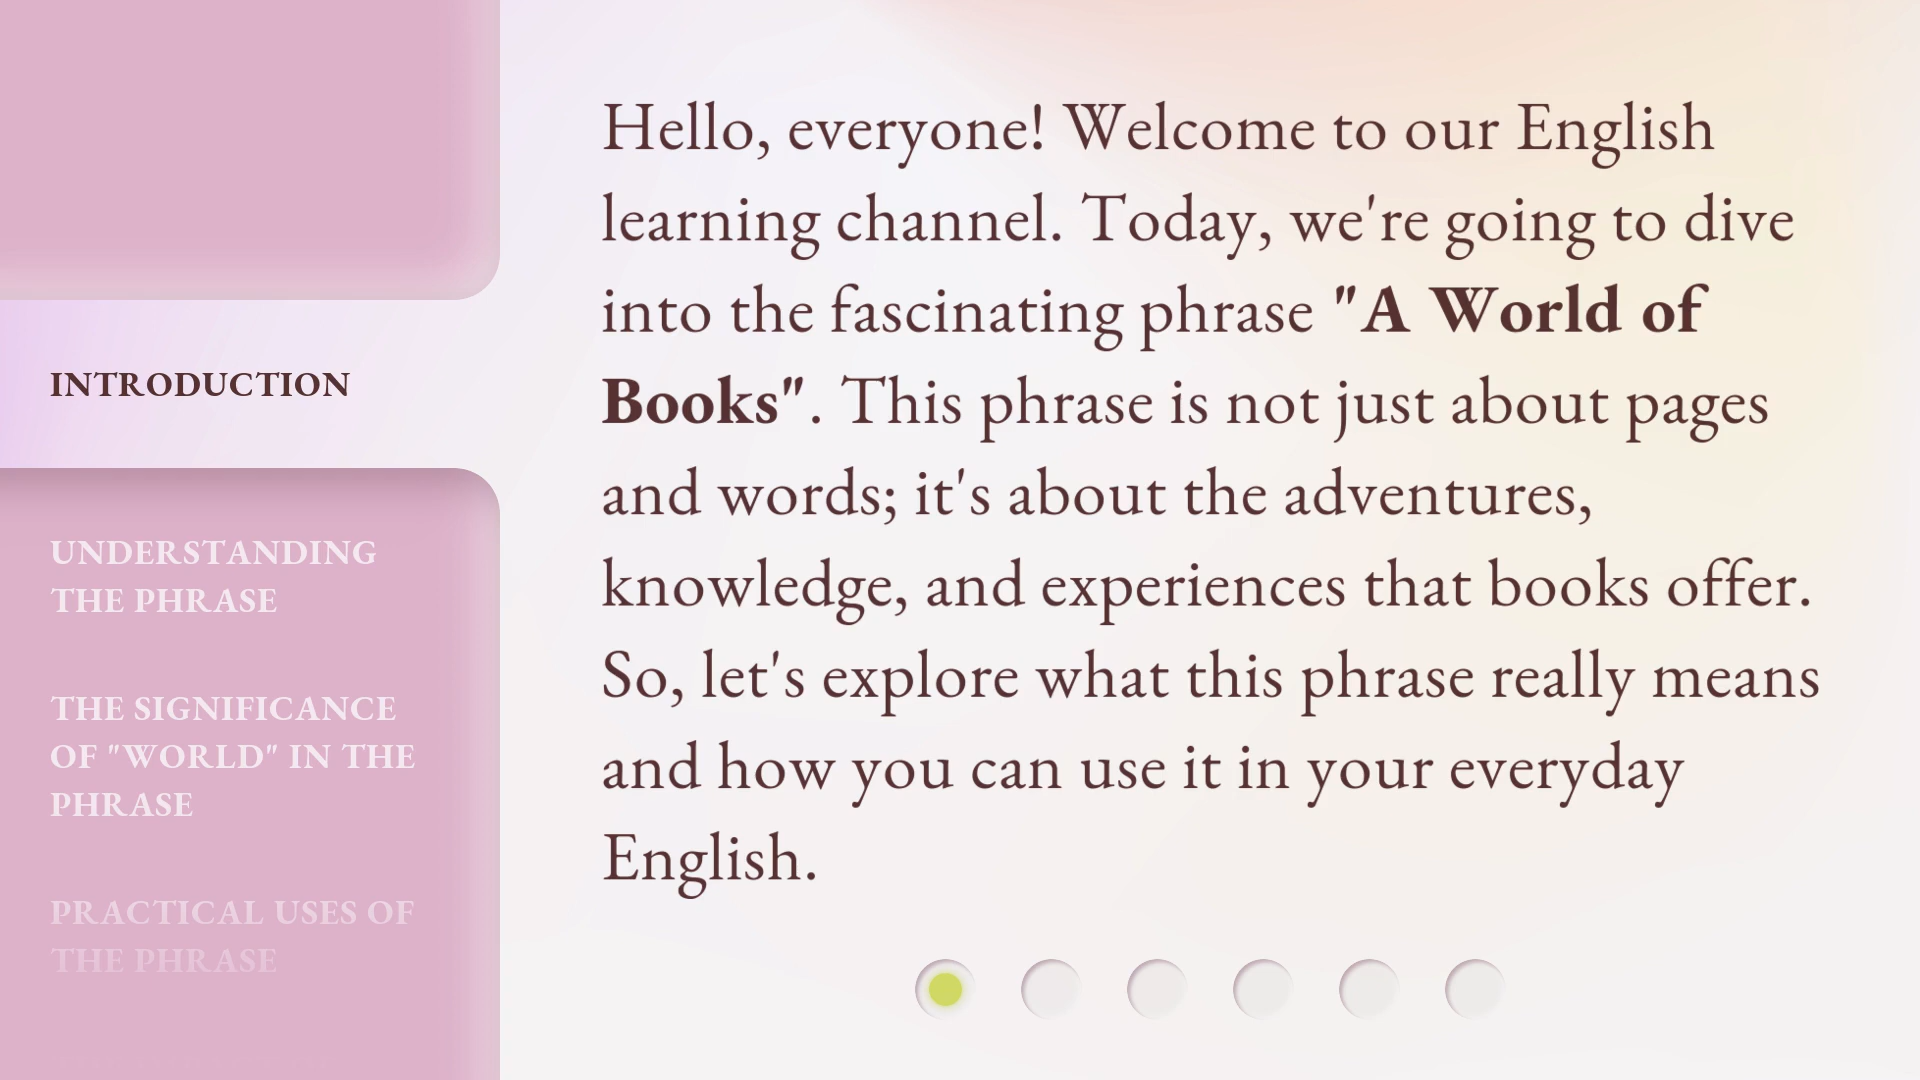 INTRODUCTION
UNDERSTANDING
THE PHRASE
THE SIGNIFICANCE
OF "WORLD" IN THE
PHRASE
PRACTICAL USES OF
THE PHRASE
Hello, everyone! Welcome to our English
learning channel. Today, we're going to dive
into the fascinating phrase "A World of
Books". This phrase is not just about pages
and words; it's about the adventures,
knowledge, and experiences that books offer.
So, let's explore what this phrase really means
and how you can use it in your everyday
English.